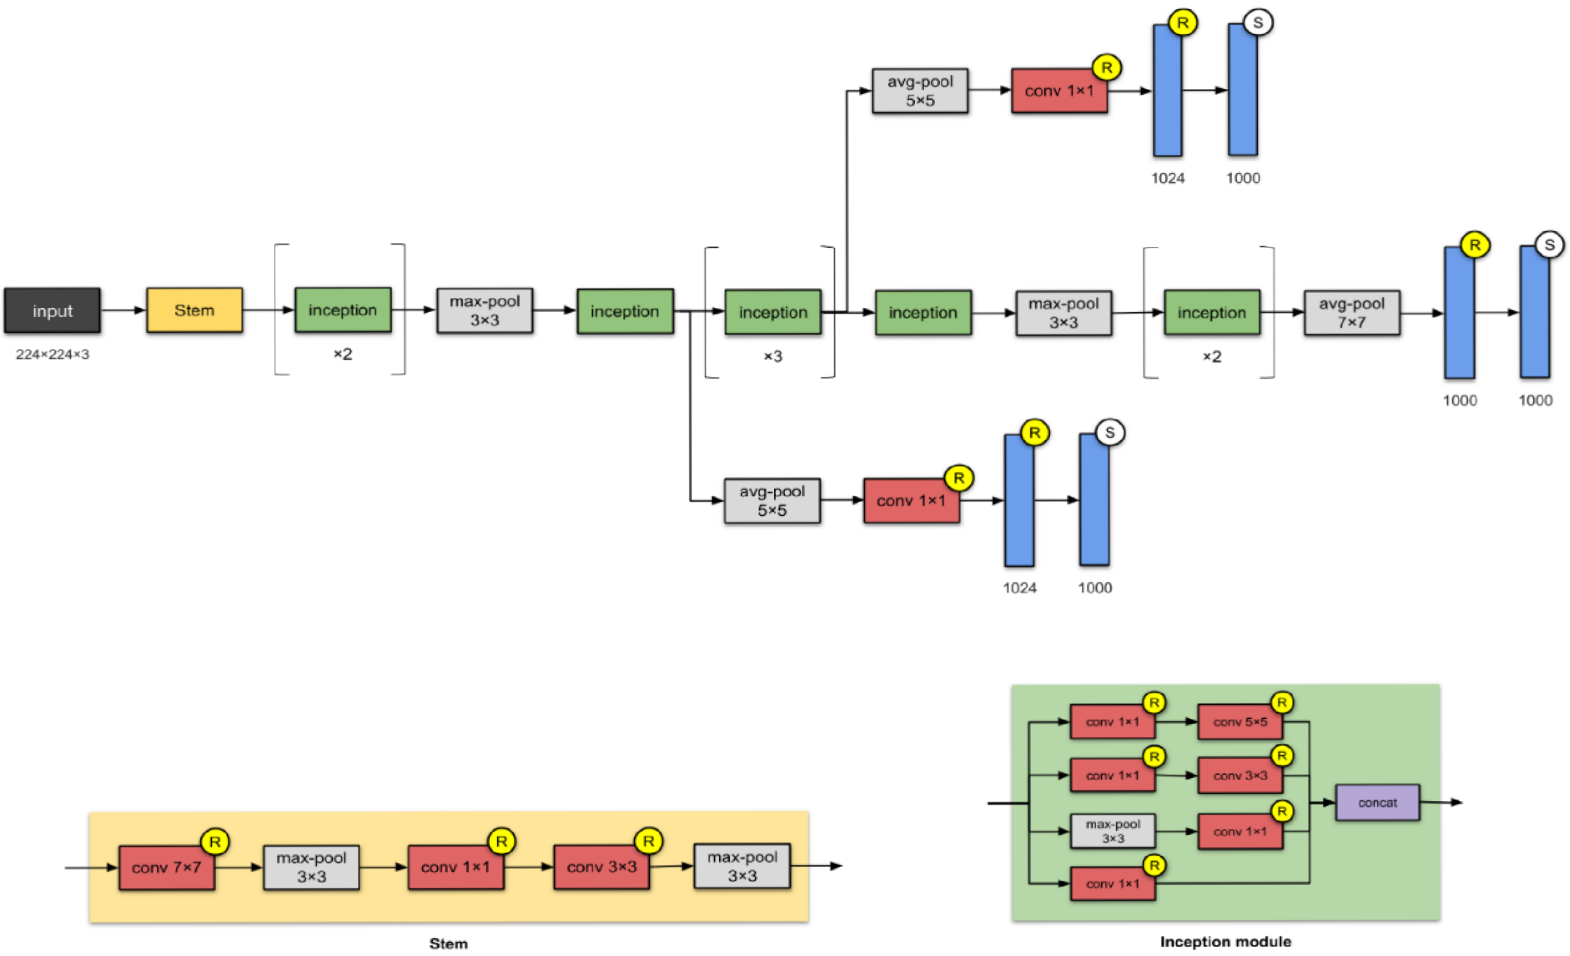 R
S
avg-pool
5×5
R
conv 1×1
1024
1000
R
S
input
Stem
inception
max-pool
3×3
inception
inception
inception
max-pool
3×3
inception
avg-pool
7×7
224×224×3
×2
×3
×2
1000
1000
R
S
avg-pool
5×5
R
conv 1×1
1024
1000
R
conv 1×1
R
conv 5×5
R
conv 1×1
R
conv 3×3
concat
max-pool
3×3
R
conv 1×1
R
conv 1×1
R
conv 7×7
max-pool
3×3
R
conv 1×1
R
conv 3×3
max-pool
3×3
Stem
Inception module